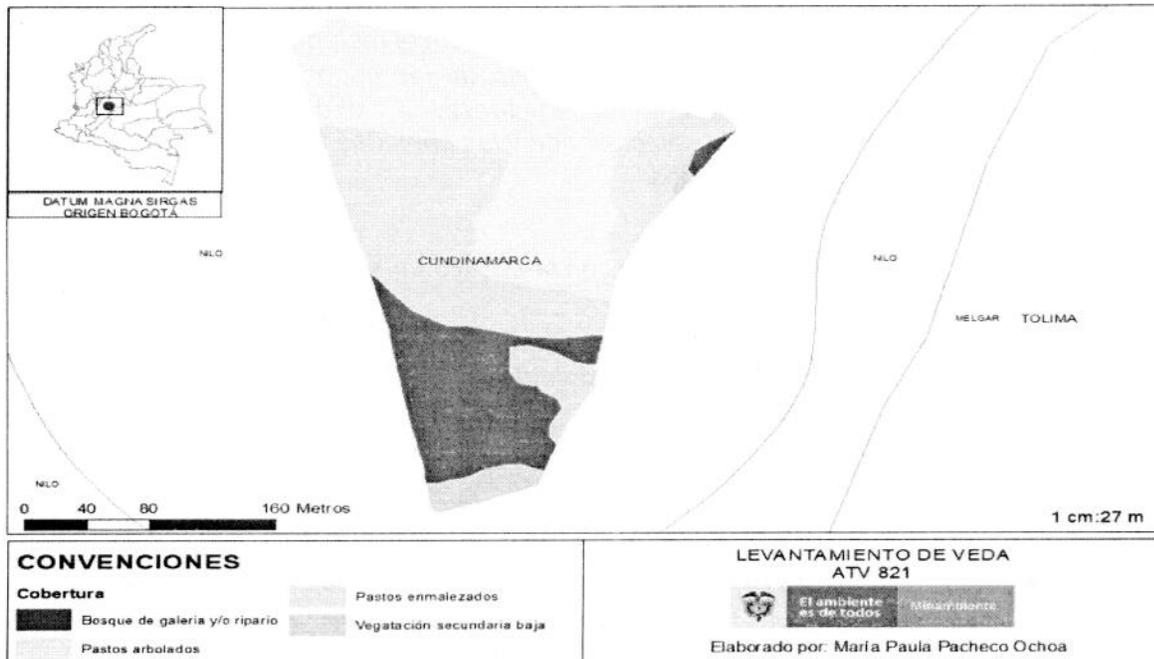 DATUM MAGNA SIRGAS
ORIGEN BOGOTÁ
NILO
CUNDINAMARCA
NILO
MELGAR TOLIMA
NILO
0 40 80 160 Metros
1 cm:27 m
CONVENCIONES
Cobertura
Bosque de galeria y/o ripario
Pastos arbolados
Pastos enmalezados
Vegatación secundaria baja
LEVANTAMIENTO DE VEDA
ATV 821
El ambiente
es de todos
Minambiente
Elaborado por: María Paula Pacheco Ochoa